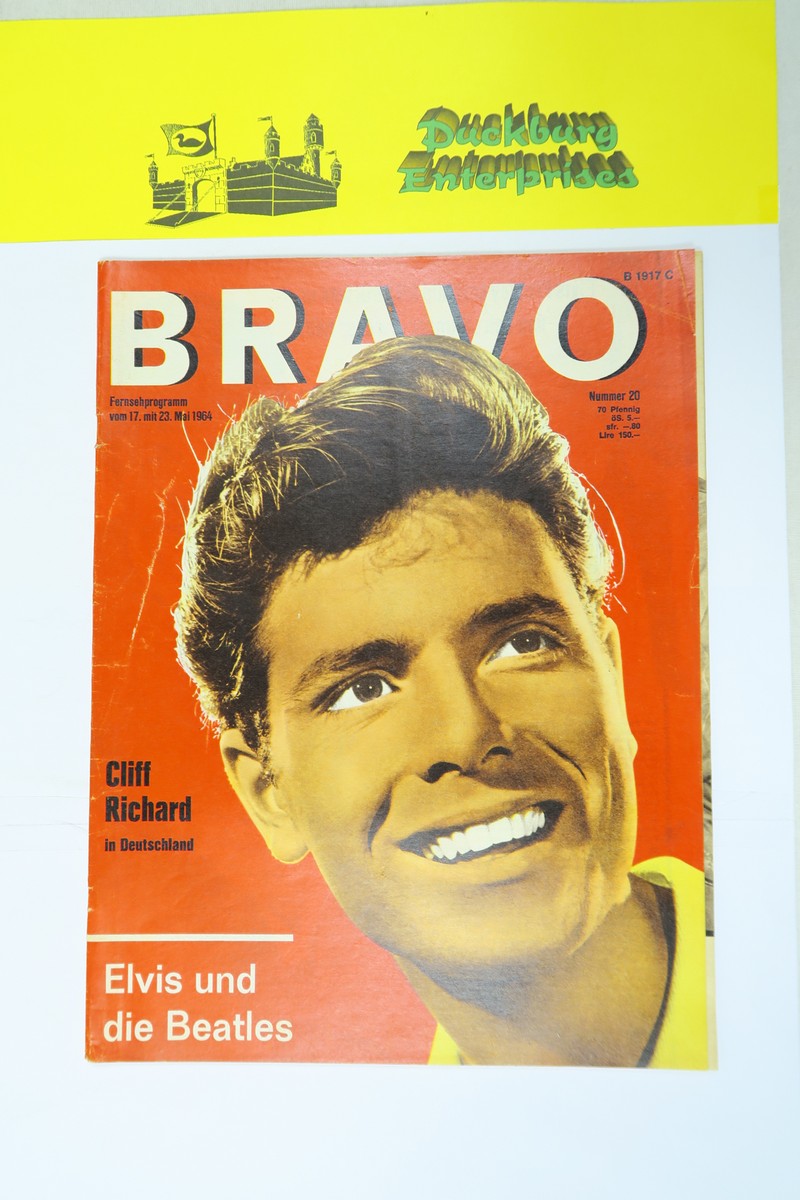 Duckburg
Enterprises
B 1917 C
BRAVO
Fernsehprogramm
vom 17. mit 23. Mai 1964
Nummer 20
70 Pfennig
öS. 5.—
sfr. —.80
Lire 150.—
Cliff
Richard
in Deutschland
Elvis und
die Beatles